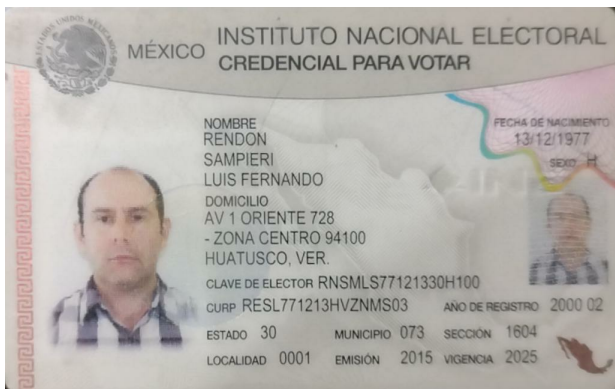 MÉXICO
INSTITUTO NACIONAL ELECTORAL
CREDENCIAL PARA VOTAR
NOMBRE
RENDON
SAMPIERI
LUIS FERNANDO
FECHA DE NACIMIENTO
13/12/1977
SEXO H
DOMICILIO
AV 1 ORIENTE 728
- ZONA CENTRO 94100
HUATUSCO, VER.
CLAVE DE ELECTOR RNSMLS77121330H100
CURP RESL771213HVZNMS03 AÑO DE REGISTRO 2000 02
ESTADO 30 MUNICIPIO 073 SECCIÓN 1604
LOCALIDAD 0001 EMISIÓN 2015 VIGENCIA 2025